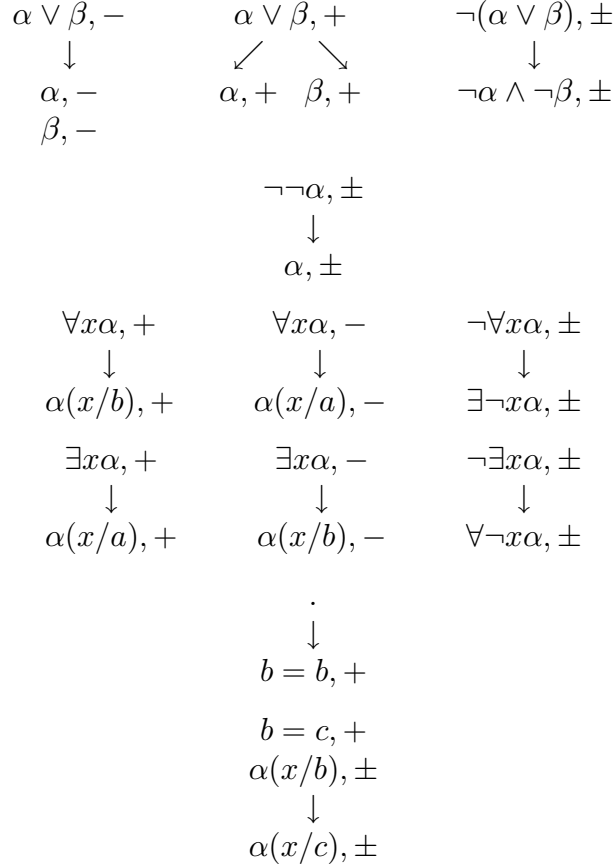 α ∨ β, − α ∨ β, + ¬(α ∨ β), ±
↓ ↙ ↘ ↓
α, − α, + β, + ¬α ∧ ¬β, ±
β, −
¬¬α, ±
↓
α, ±
∀xα, + ∀xα, − ¬∀xα, ±
↓ ↓ ↓
α(x/b), + α(x/a), − ∃¬xα, ±
∃xα, + ∃xα, − ¬∃xα, ±
↓ ↓ ↓
α(x/a), + α(x/b), − ∀¬xα, ±
.
↓
b = b, +
b = c, +
α(x/b), ±
↓
α(x/c), ±